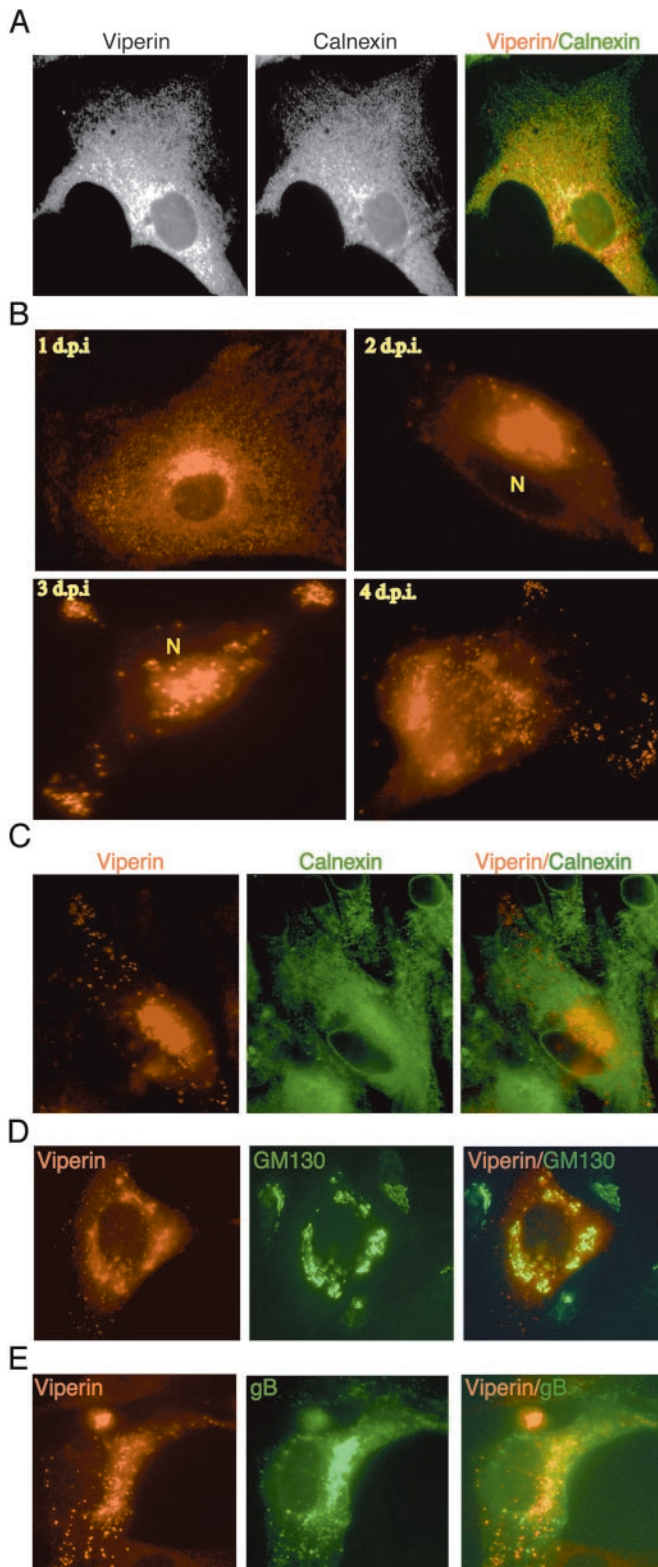 A
Viperin Calnexin Viperin/Calnexin
B
1 d.p.i 2 d.p.i.
N
3 d.p.i 4 d.p.i.
N
C
Viperin Calnexin Viperin/Calnexin
D
Viperin GM130 Viperin/GM130
E
Viperin gB Viperin/gB